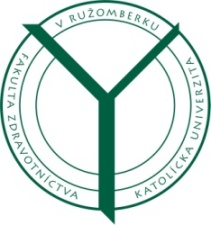 FAKULTA ZDRAVOTNÍCTVA
V RUŽOMBERKU
KATOLÍCKA UNIVERZITA